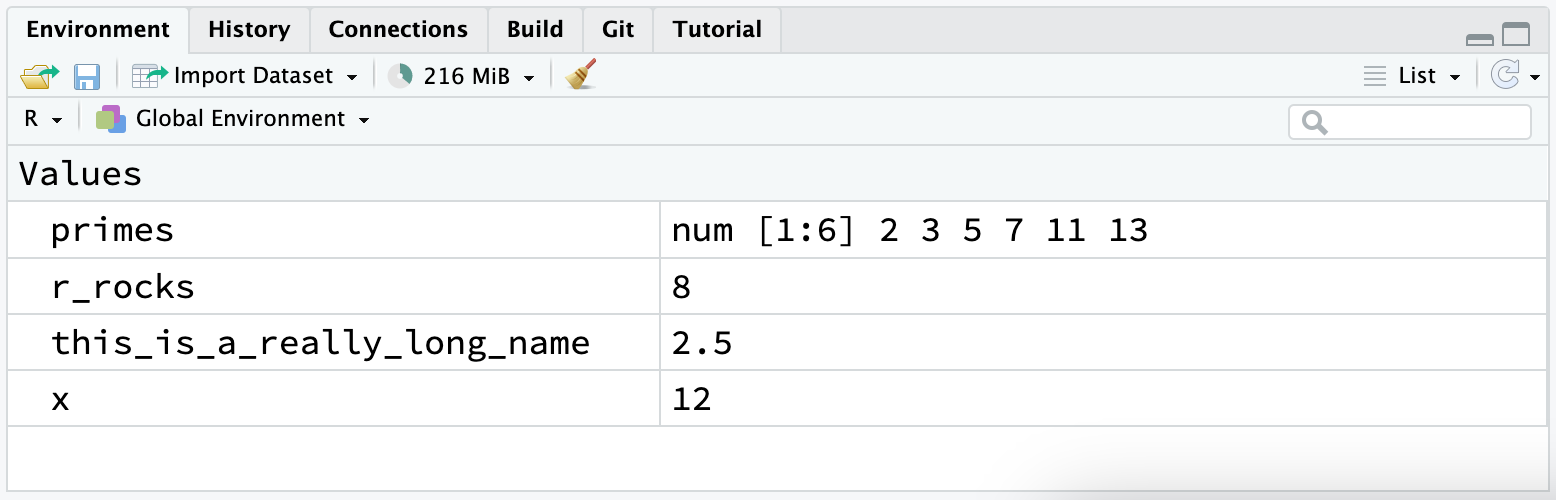 Environment History Connections Build Git Tutorial
Import Dataset 216 MiB List
R Global Environment
Values
primes num [1:6] 2 3 5 7 11 13
r_rocks 8
this_is_a_really_long_name 2.5
x 12